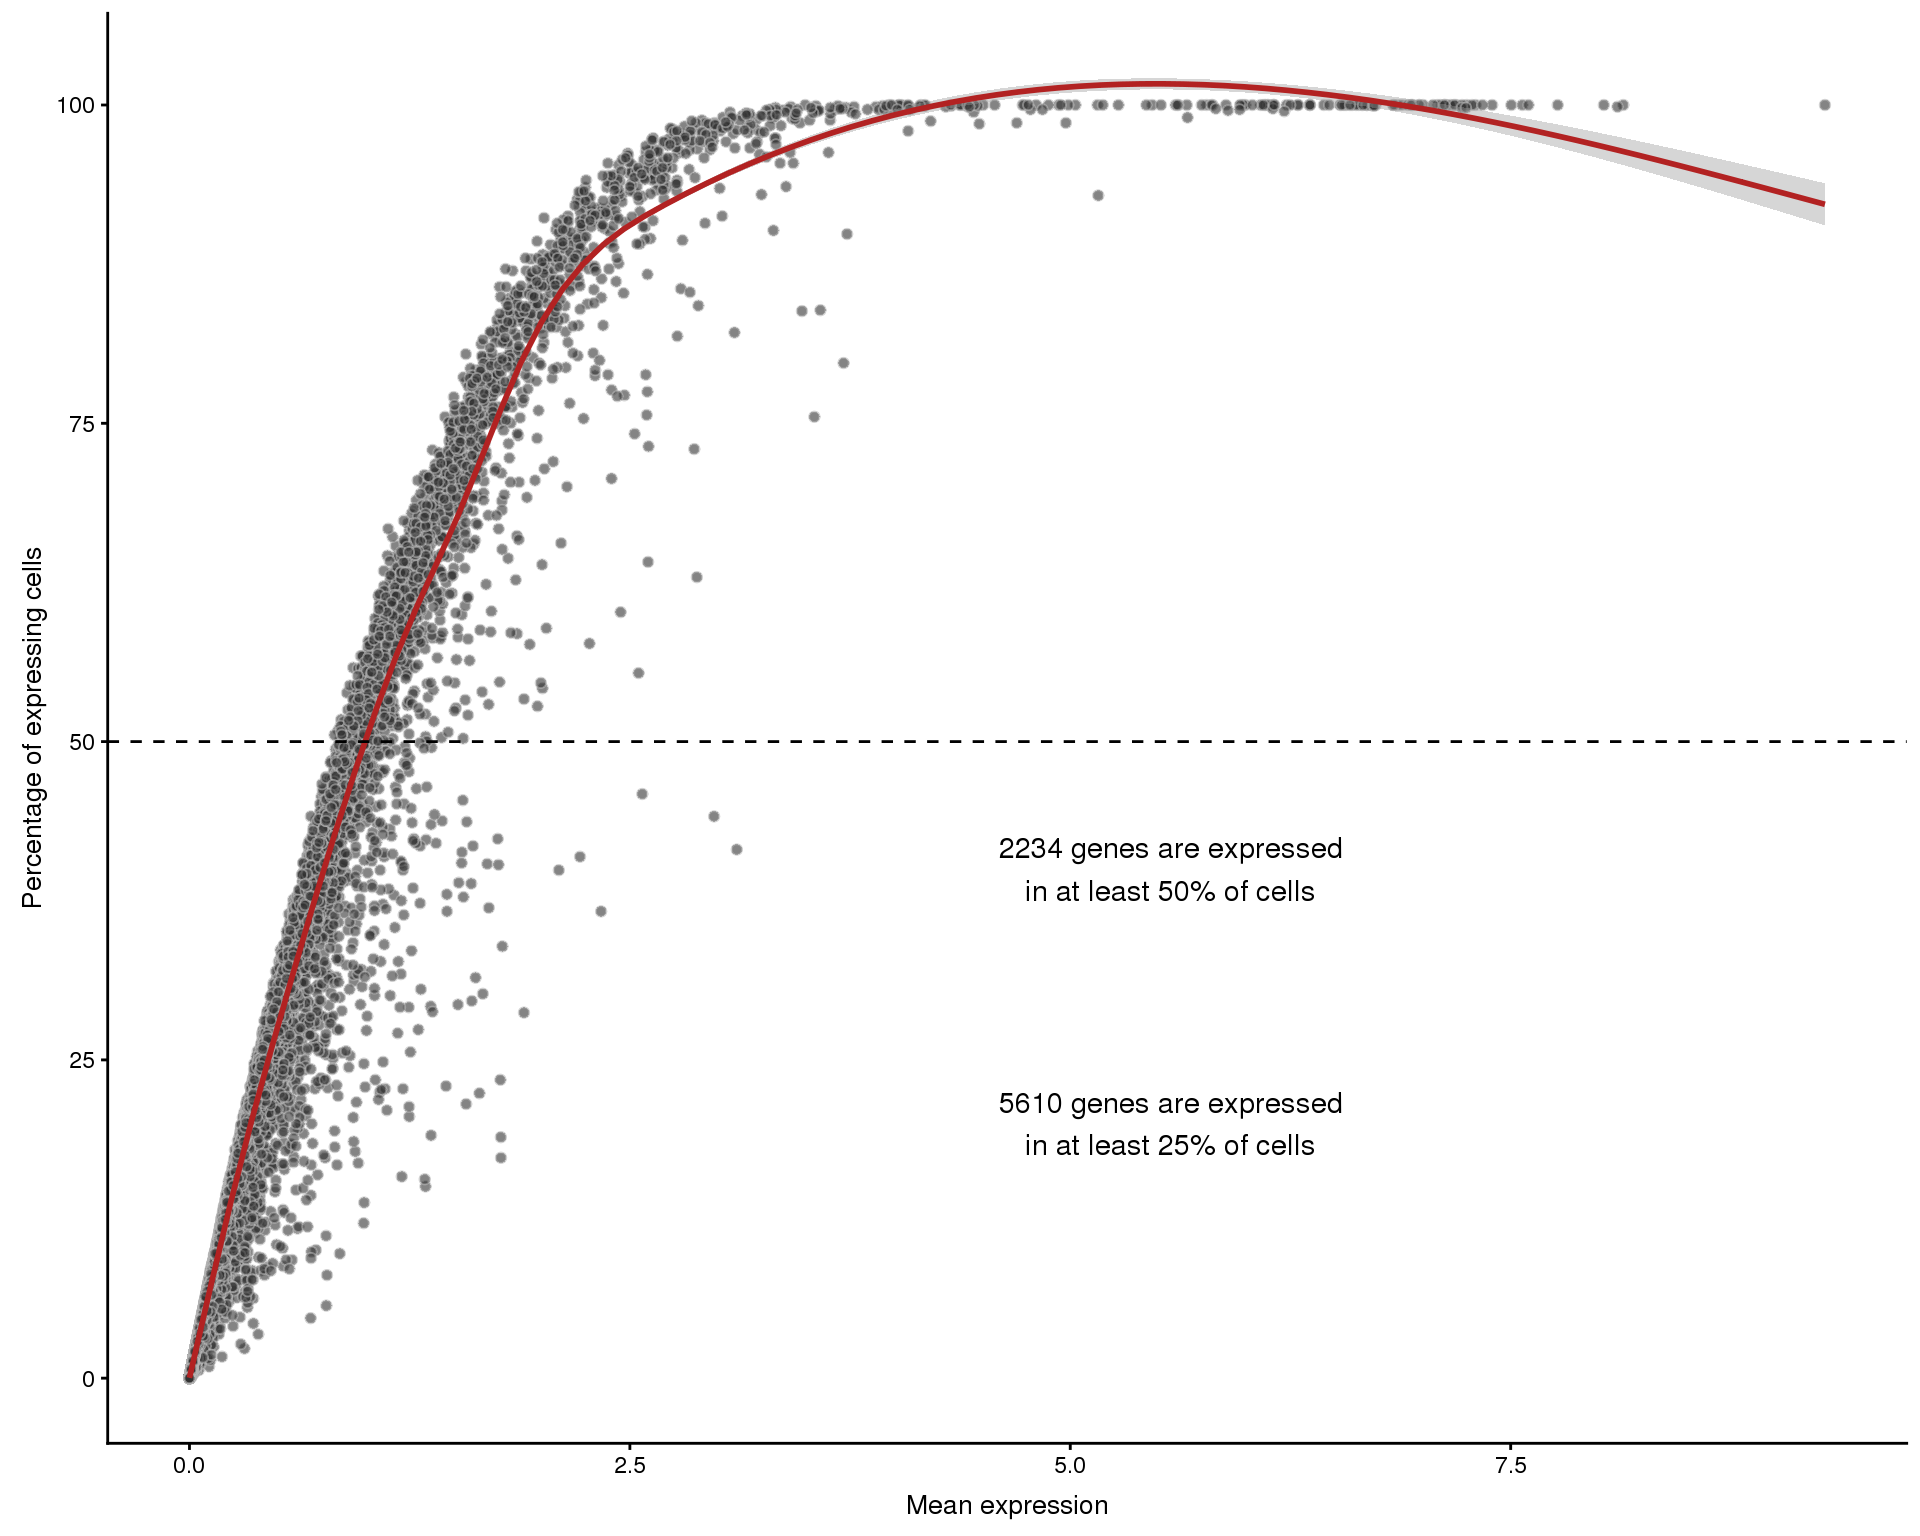 100
75
50
25
0
Percentage of expressing cells
2234 genes are expressed
in at least 50% of cells
5610 genes are expressed
in at least 25% of cells
0.0
2.5
5.0
7.5
Mean expression